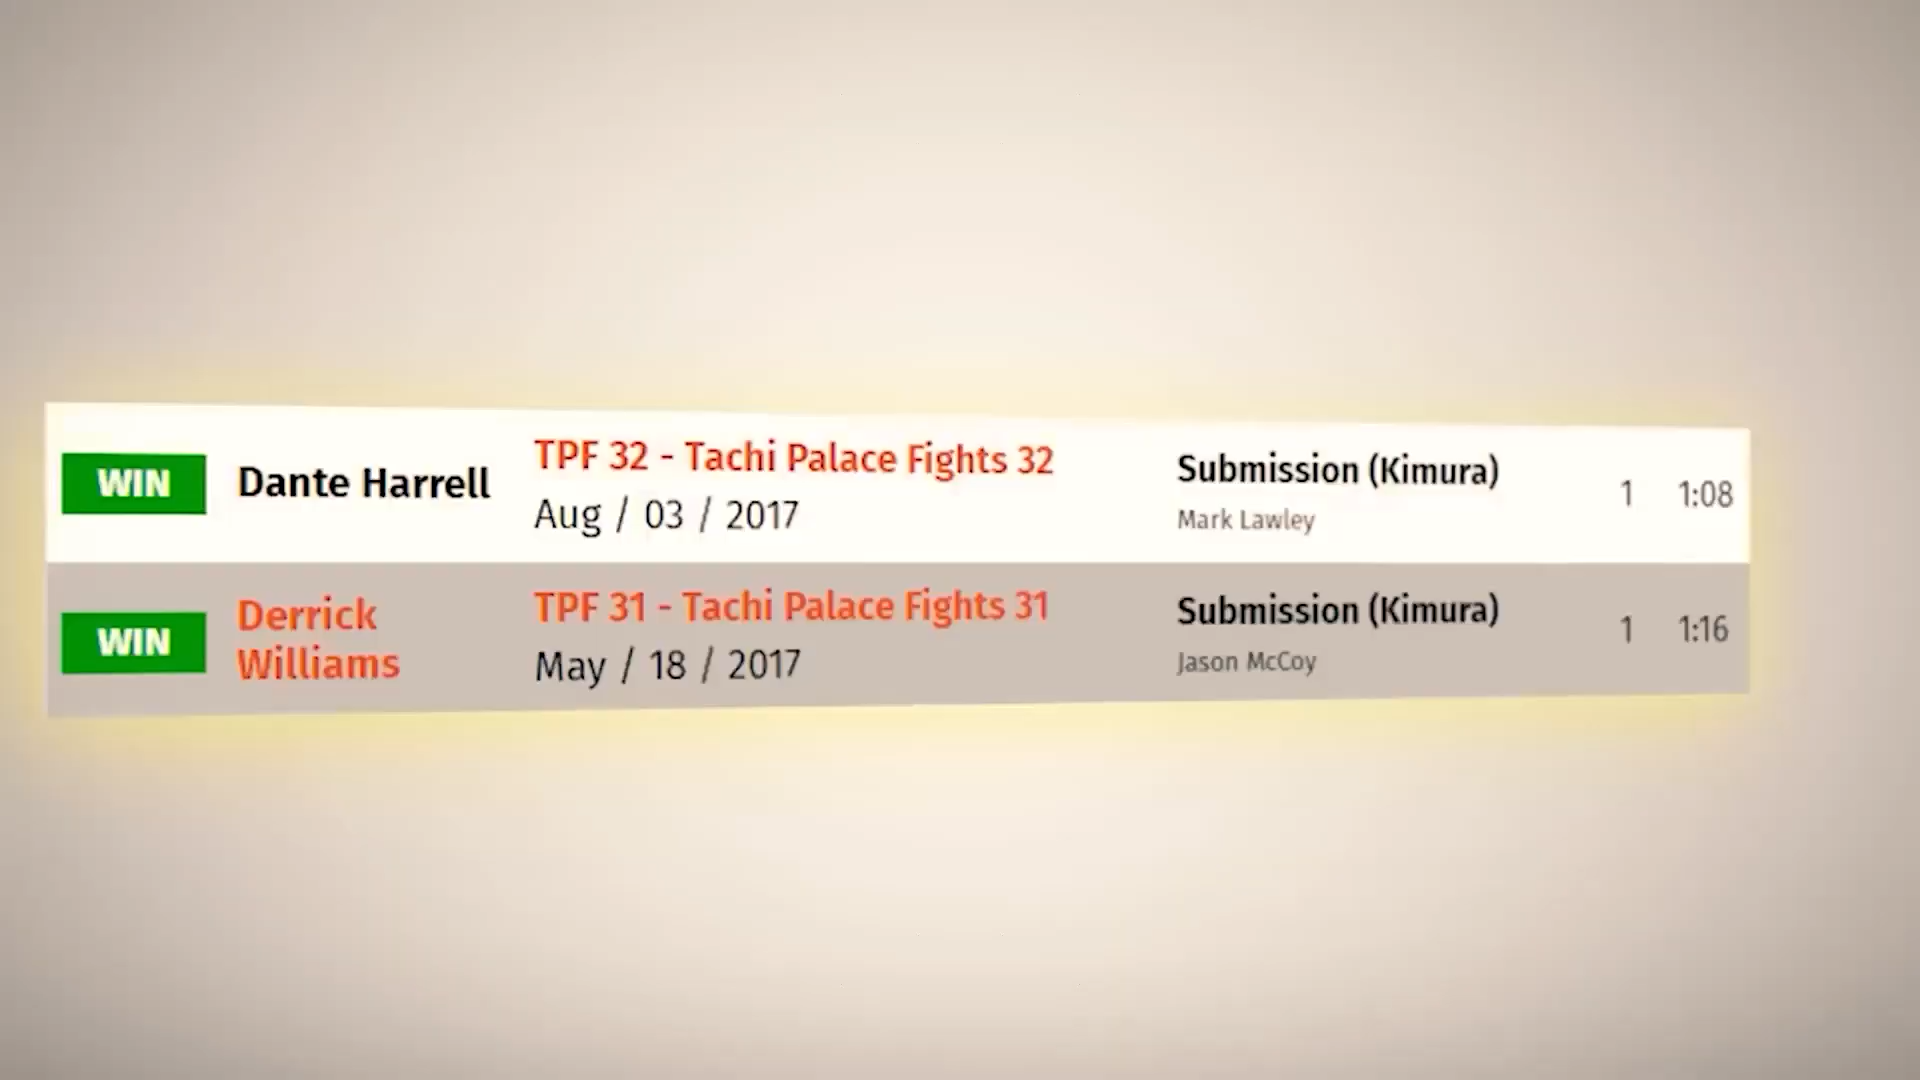 WIN
Dante Harrell
TPF 32 - Tachi Palace Fights 32
Aug / 03 / 2017
Submission (Kimura)
Mark Lawley
1
1:08
WIN
Derrick
Williams
TPF 31 - Tachi Palace Fights 31
May / 18 / 2017
Submission (Kimura)
Jason McCoy
1
1:16